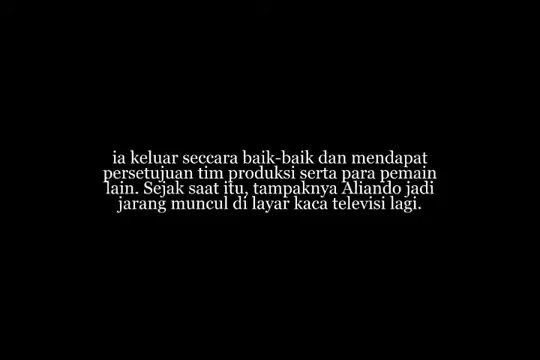 ia keluar seccara baik-baik dan mendapat
persetujuan tim produksi serta para pemain
lain. Sejak saat itu, tampaknya Aliando jadi
jarang muncul di layar kaca televisi lagi.